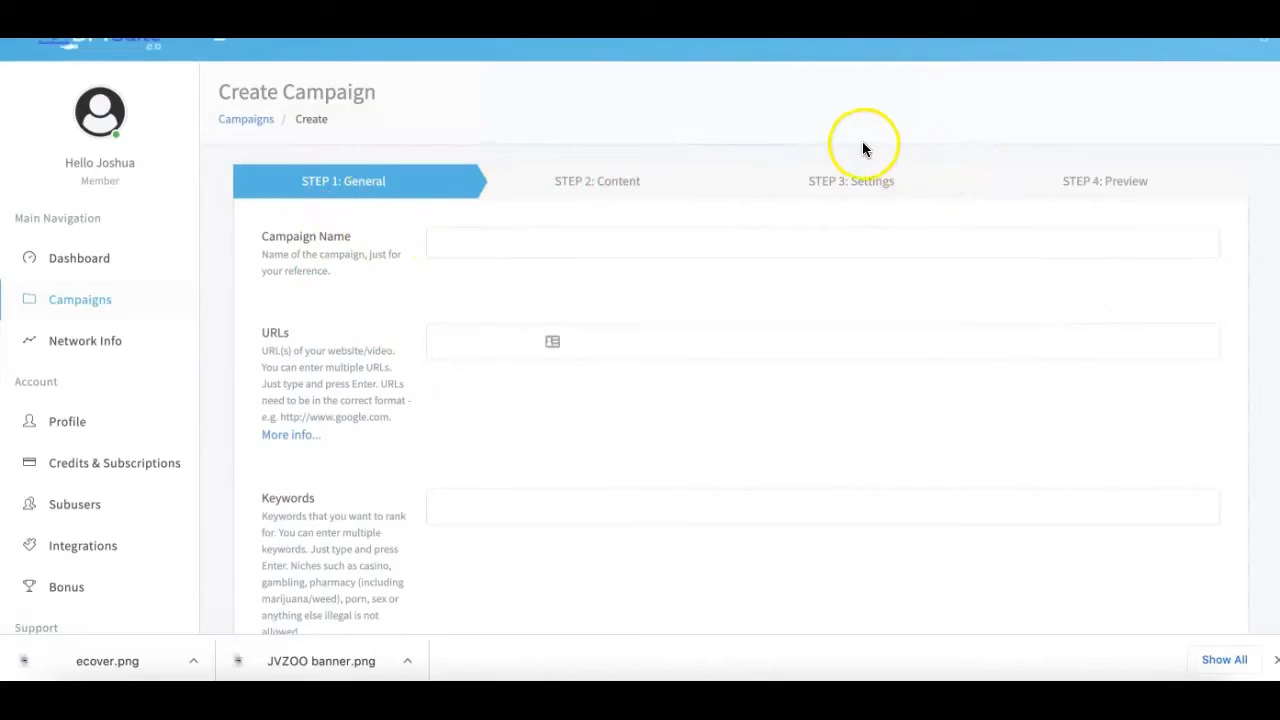 2.0
Create Campaign
Campaigns / Create
Hello Joshua
Member
STEP 1: General
STEP 2: Content
STEP 3: Settings
STEP 4: Preview
Main Navigation
Dashboard
Campaigns
Network Info
Account
Profile
Credits & Subscriptions
Subusers
Integrations
Bonus
Support
Campaign Name
Name of the campaign, just for
your reference.
URLs
URL(s) of your website/video.
You can enter multiple URLs.
Just type and press Enter. URLs
need to be in the correct format -
e.g. http://www.google.com.
More info...
Keywords
Keywords that you want to rank
for. You can enter multiple
keywords. Just type and press
Enter. Niches such as casino,
gambling, pharmacy (including
marijuana/weed), porn, sex or
anything else illegal is not
allowed.
ecover.png
JVZOO banner.png
Show All